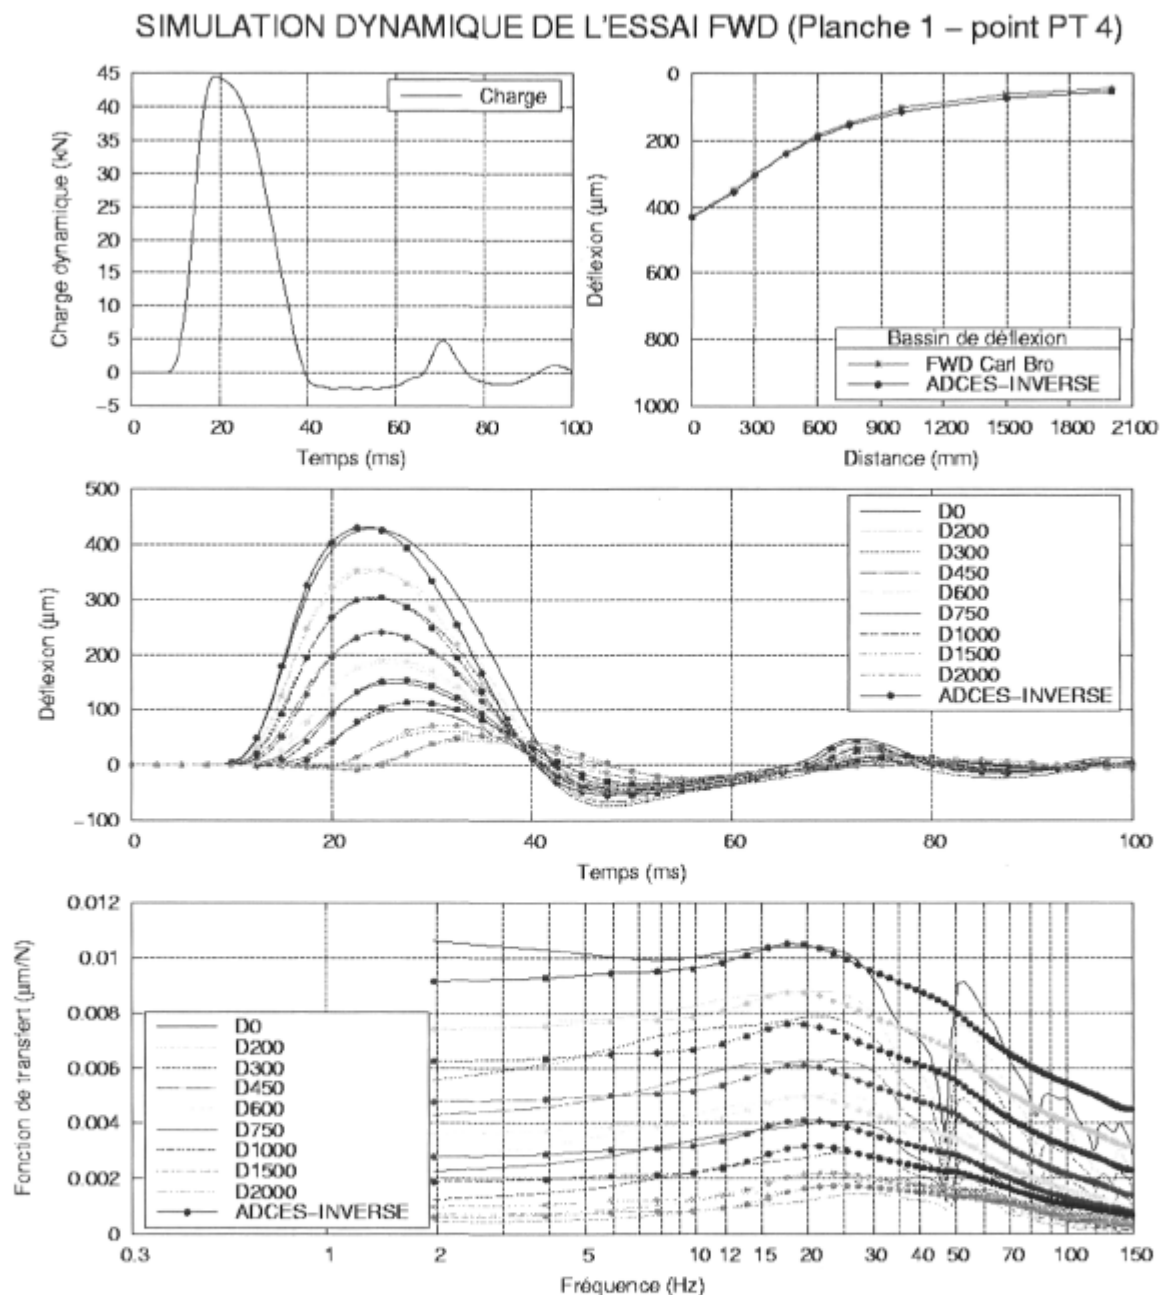 SIMULATION DYNAMIQUE DE L'ESSAI FWD (Planche 1 – point PT 4)
45
40
35
30
25
20
15
10
5
0
−5
Charge dynamique (kN)
Charge
0
20
40
60
80
100
Temps (ms)
0
200
400
600
800
1000
Déflexion (µm)
Bassin de déflexion
FWD Carl Bro
ADCES−INVERSE
0
300
600
900
1200
1500
1800
2100
Distance (mm)
500
400
300
200
100
0
−100
Déflexion (µm)
D0
D200
D300
D450
D600
D750
D1000
D1500
D2000
ADCES−INVERSE
0
20
40
60
80
100
Temps (ms)
0.012
0.01
0.008
0.006
0.004
0.002
0
Fonction de transfert (µm/N)
D0
D200
D300
D450
D600
D750
D1000
D1500
D2000
ADCES−INVERSE
0.3
1
2
5
10
12
15
20
30
40
50
70
100
150
Fréquence (Hz)